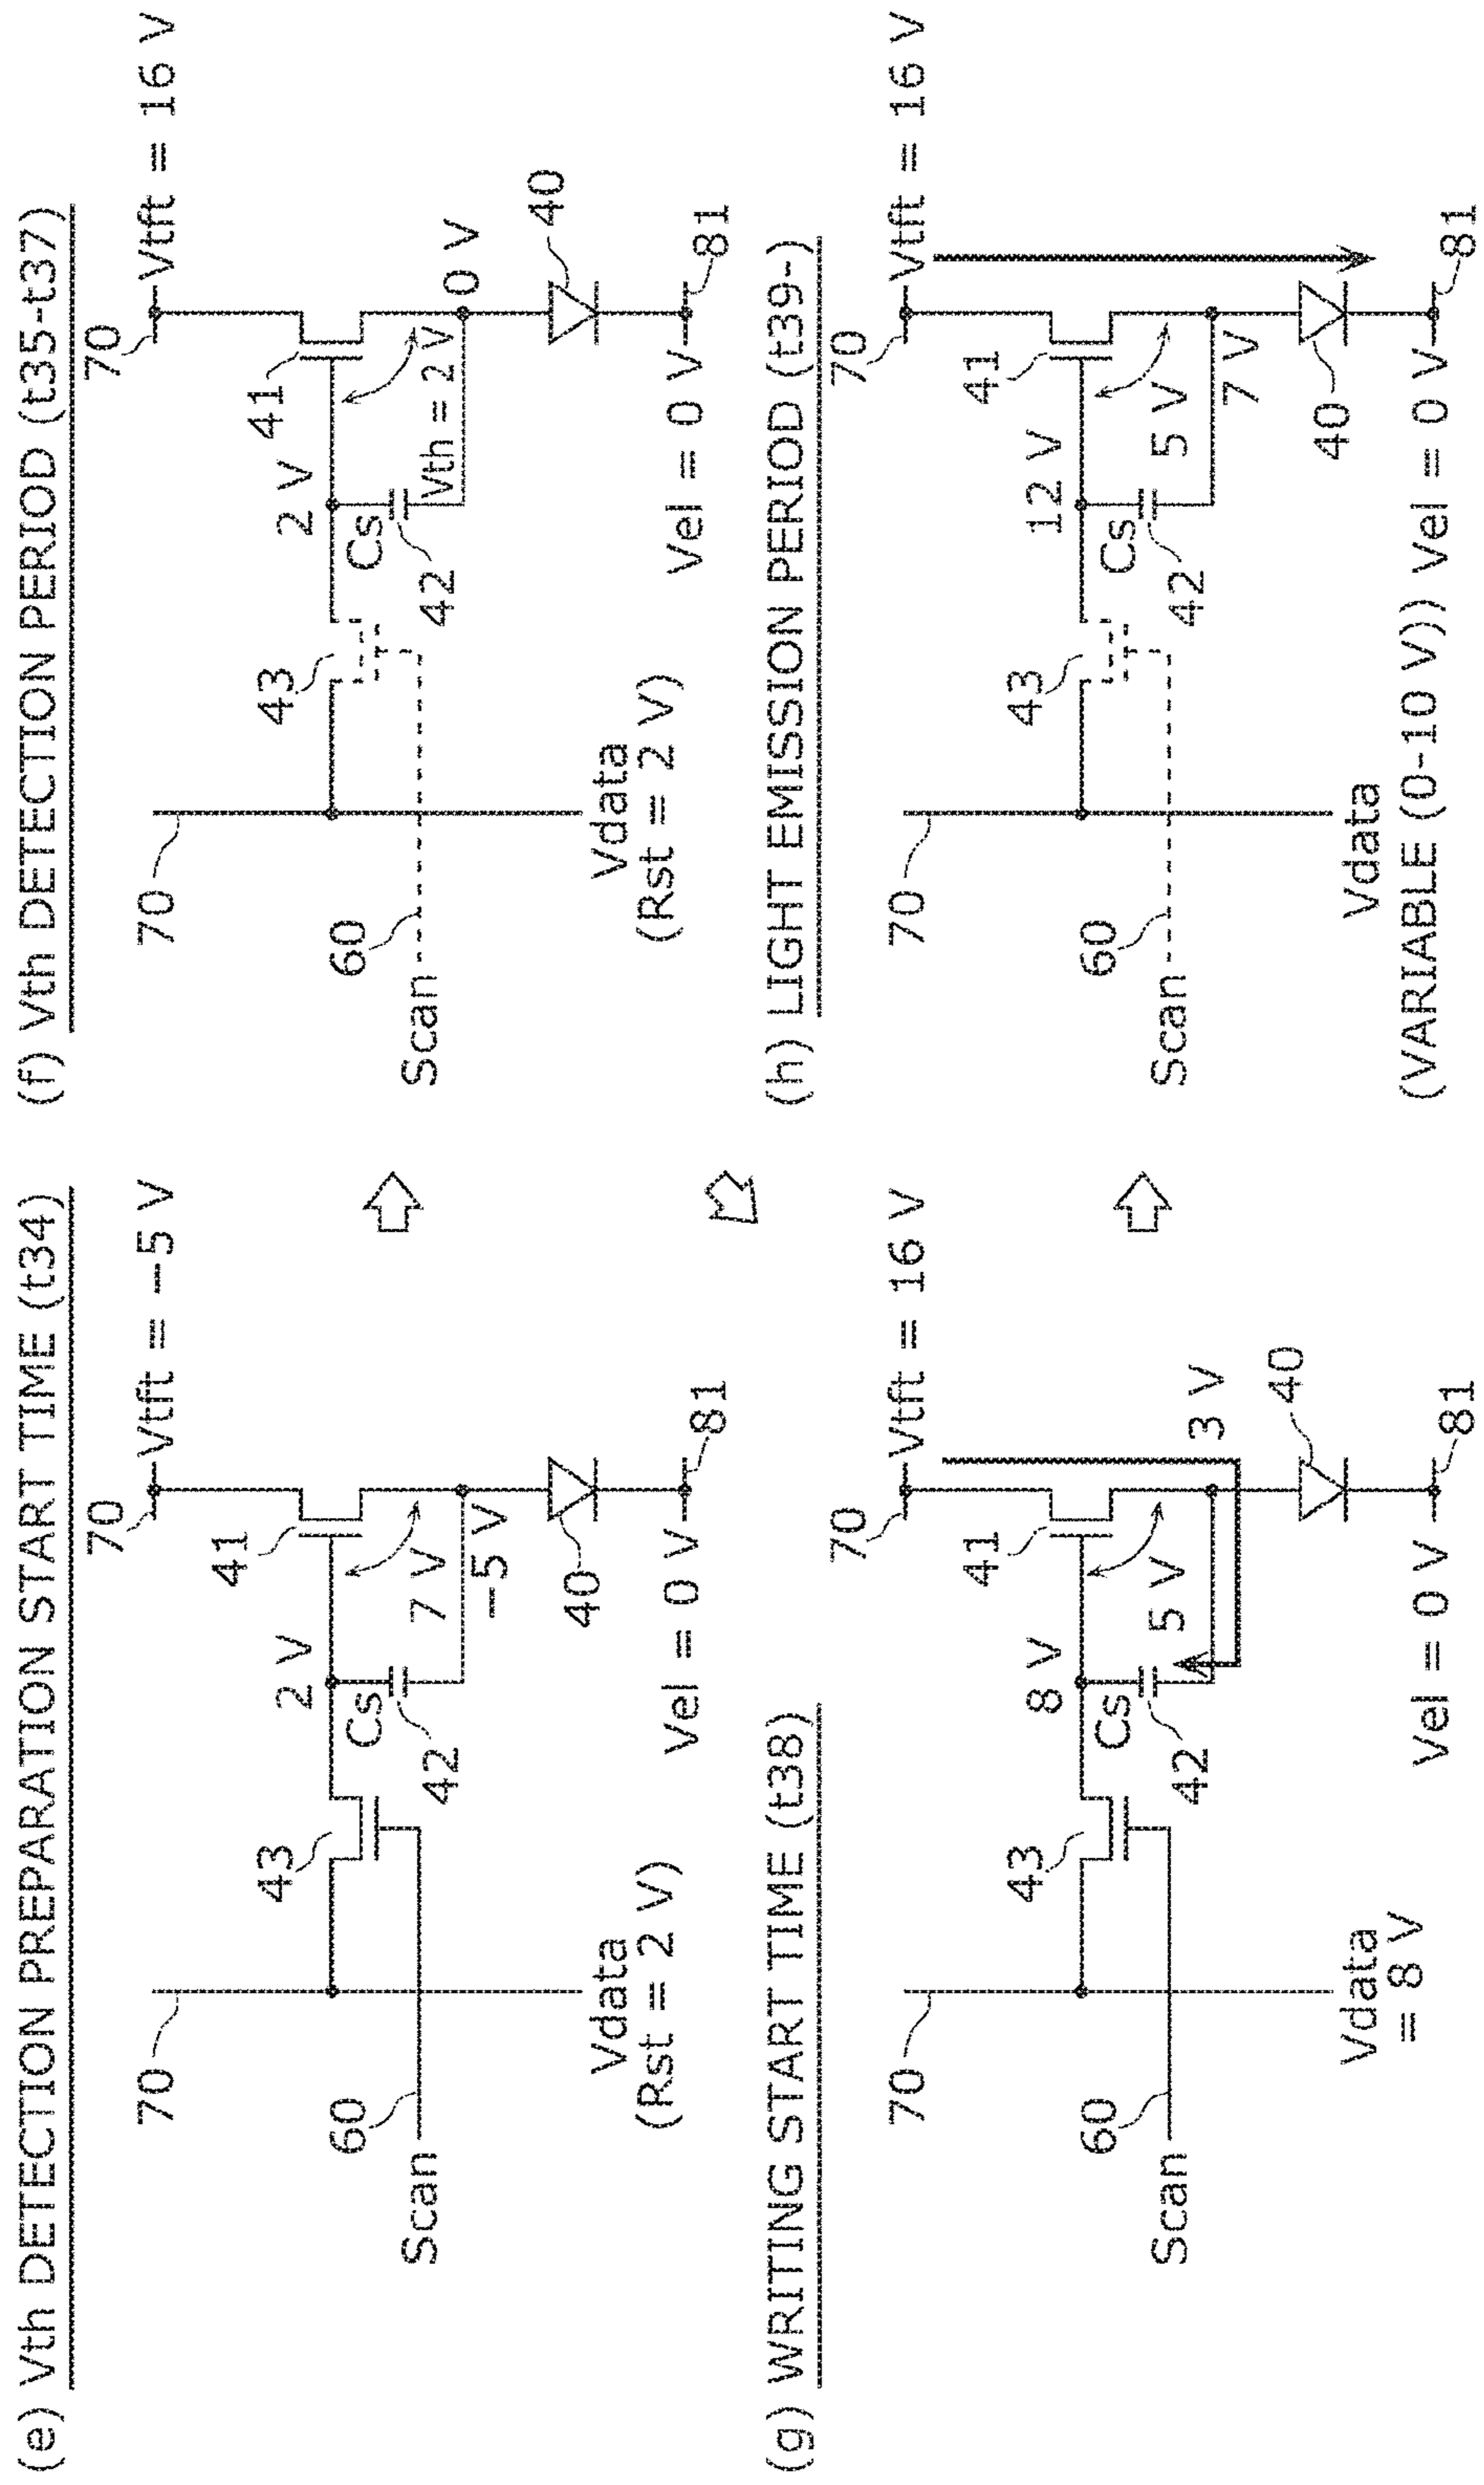 (e) Vth DETECTION PREPARATION START TIME (t34)
70
Vtft = −5 V
41
2 V
7 V
−5 V
43
Cs
42
40
70
60
Scan
Vdata
(Rst = 2 V)
Vel = 0 V
81
(f) Vth DETECTION PERIOD (t35-t37)
70
Vtft = 16 V
41
2 V
Vth = 2 V
0 V
43
Cs
42
40
70
60
Scan
Vdata
(Rst = 2 V)
Vel = 0 V
81
(g) WRITING START TIME (t38)
70
Vtft = 16 V
41
8 V
5 V
3 V
43
Cs
42
40
70
60
Scan
Vdata
= 8 V
Vel = 0 V
81
(h) LIGHT EMISSION PERIOD (t39-)
70
Vtft = 16 V
41
12 V
5 V
7 V
43
Cs
42
40
70
60
Scan
Vdata
(VARIABLE (0-10 V)) Vel = 0 V
81